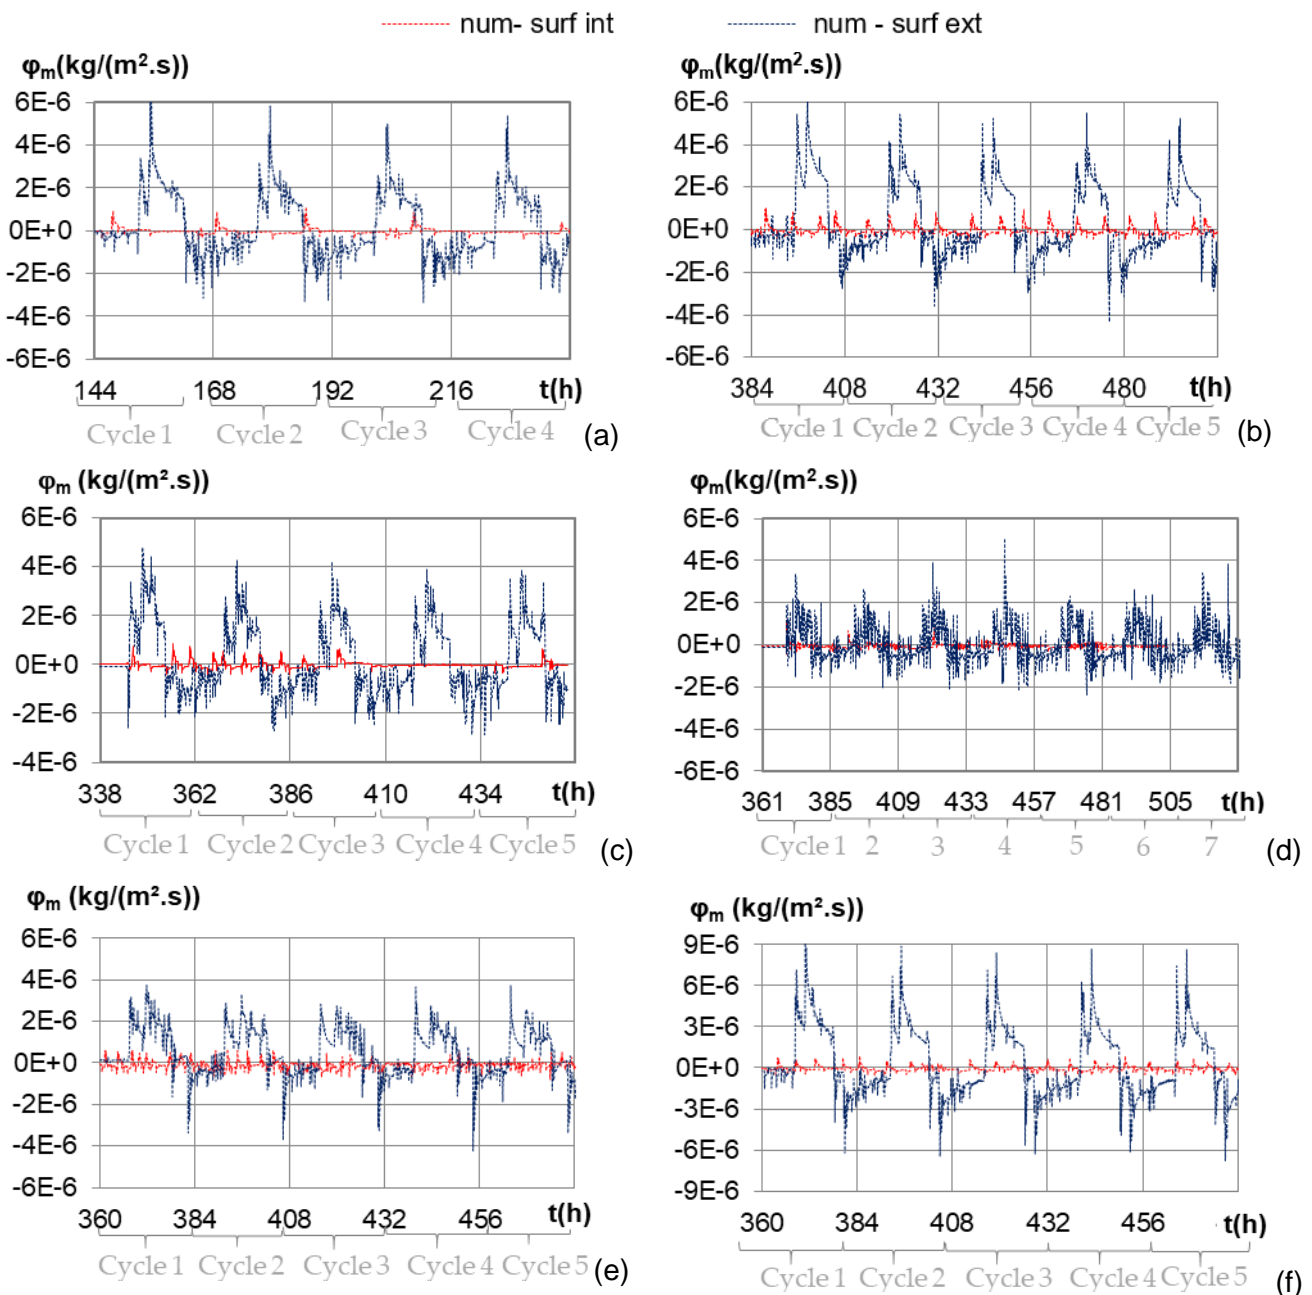 num- surf int num - surf ext
φm(kg/(m².s)) φm(kg/(m².s))
6E-6 6E-6
4E-6 4E-6
2E-6 2E-6
0E+0 0E+0
-2E-6 -2E-6
-4E-6 -4E-6
-6E-6 -6E-6
144 168 192 216 t(h) 384 408 432 456 480 t(h)
Cycle 1 Cycle 2 Cycle 3 Cycle 4 (a) Cycle 1 Cycle 2 Cycle 3 Cycle 4 Cycle 5 (b)
φm (kg/(m².s)) φm(kg/(m².s))
6E-6 6E-6
4E-6 4E-6
2E-6 2E-6
0E+0 0E+0
-2E-6 -2E-6
-4E-6 -4E-6
-6E-6
338 362 386 410 434 t(h) 361 385 409 433 457 481 505 t(h)
Cycle 1 Cycle 2 Cycle 3 Cycle 4 Cycle 5 (c) Cycle 1 2 3 4 5 6 7 (d)
φm (kg/(m².s)) φm (kg/(m².s))
6E-6 9E-6
4E-6 6E-6
2E-6 3E-6
0E+0 0E+0
-2E-6 -3E-6
-4E-6 -6E-6
-6E-6 -9E-6
360 384 408 432 456 t(h) 360 384 408 432 456 t(h)
Cycle 1 Cycle 2 Cycle 3 Cycle 4 Cycle 5 (e) Cycle 1 Cycle 2 Cycle 3 Cycle 4 Cycle 5 (f)